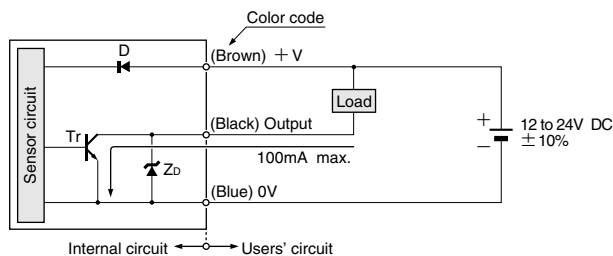 Color code
D
(Brown) +V
Sensor circuit
Load
Tr
(Black) Output
+
12 to 24V DC
−
±10%
100mA max.
ZD
(Blue) 0V
Internal circuit
Users' circuit